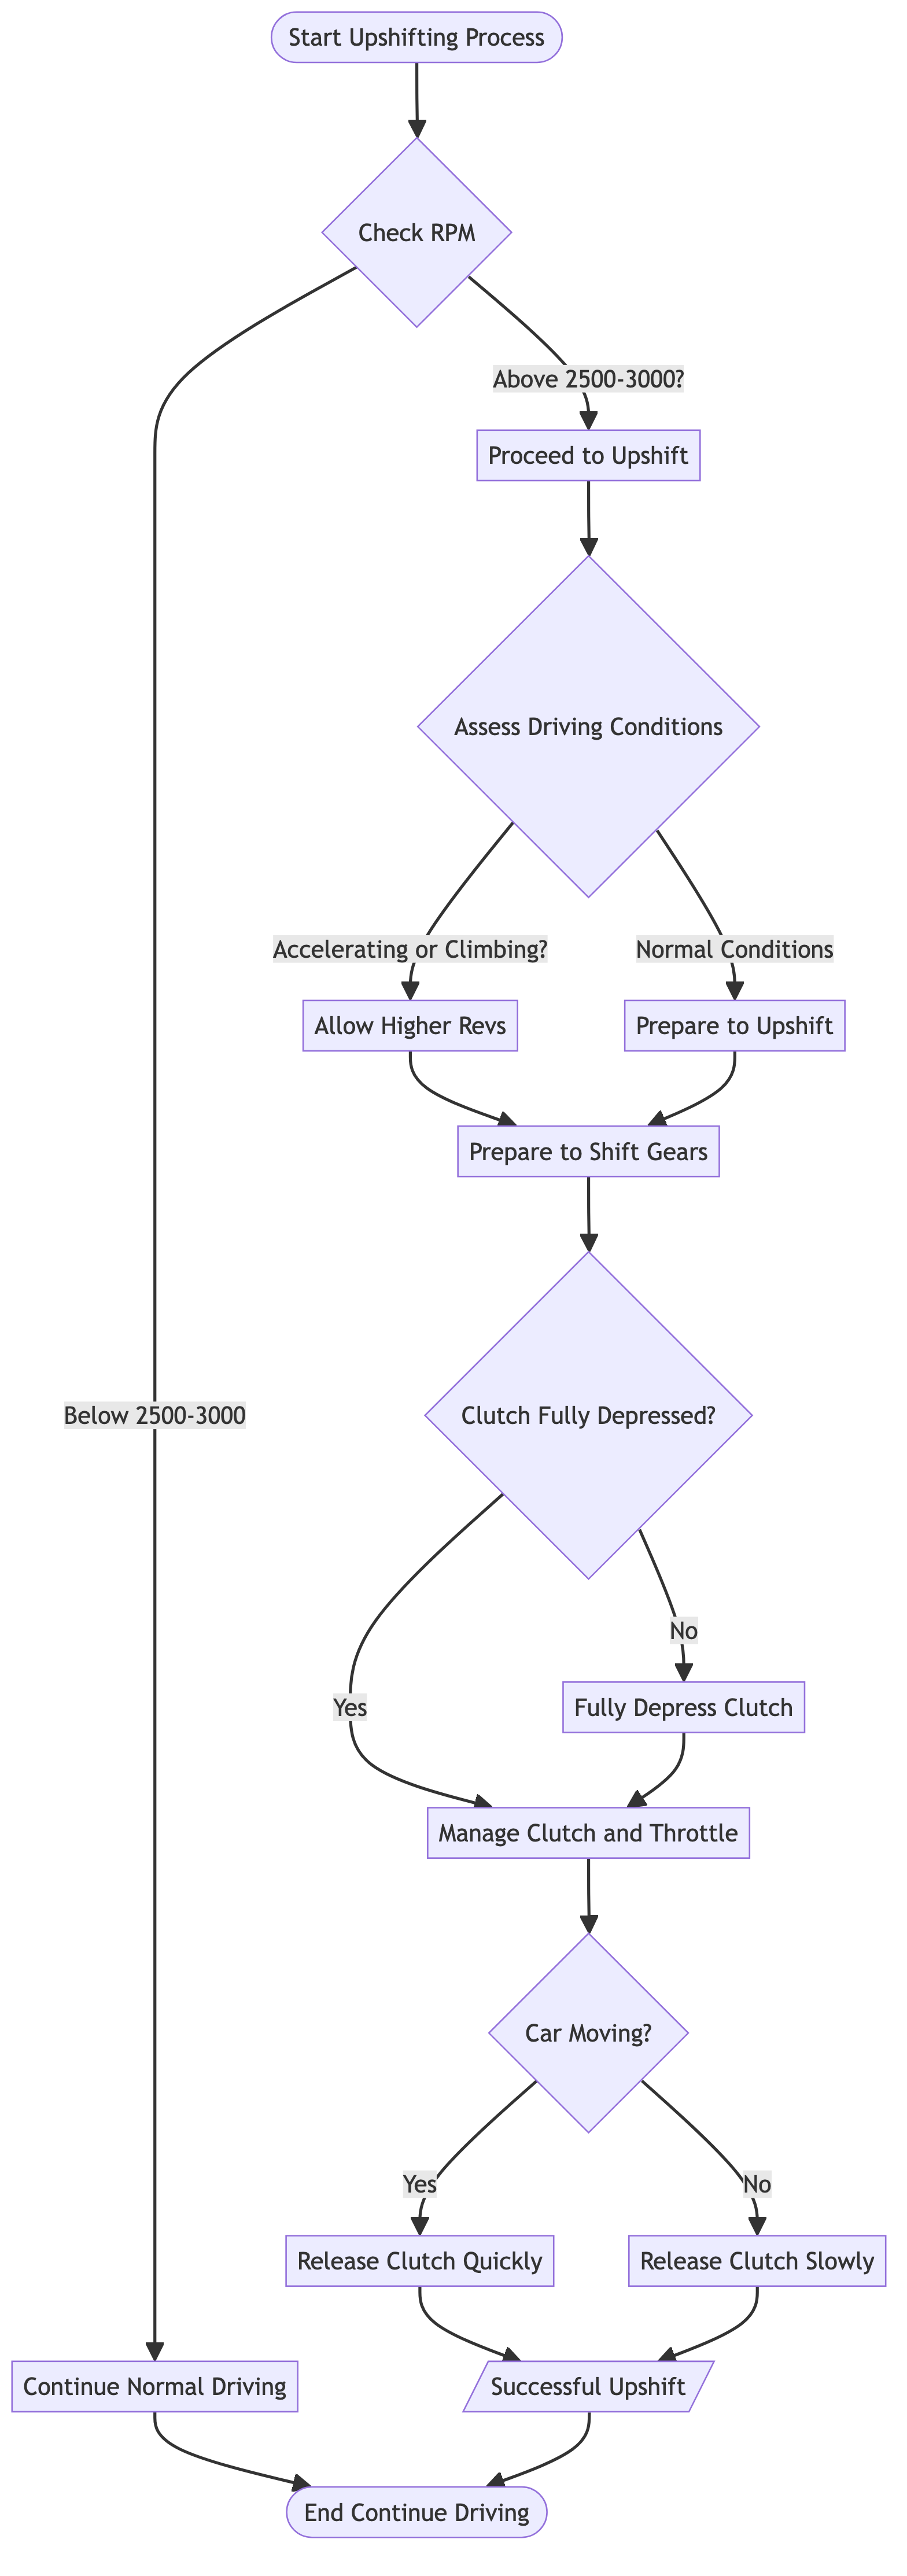 Start Upshifting Process
Check RPM
Above 2500-3000?
Proceed to Upshift
Assess Driving Conditions
Accelerating or Climbing?
Normal Conditions
Allow Higher Revs
Prepare to Upshift
Prepare to Shift Gears
Below 2500-3000
Clutch Fully Depressed?
No
Yes
Fully Depress Clutch
Manage Clutch and Throttle
Car Moving?
Yes
No
Release Clutch Quickly
Release Clutch Slowly
Continue Normal Driving
Successful Upshift
End Continue Driving